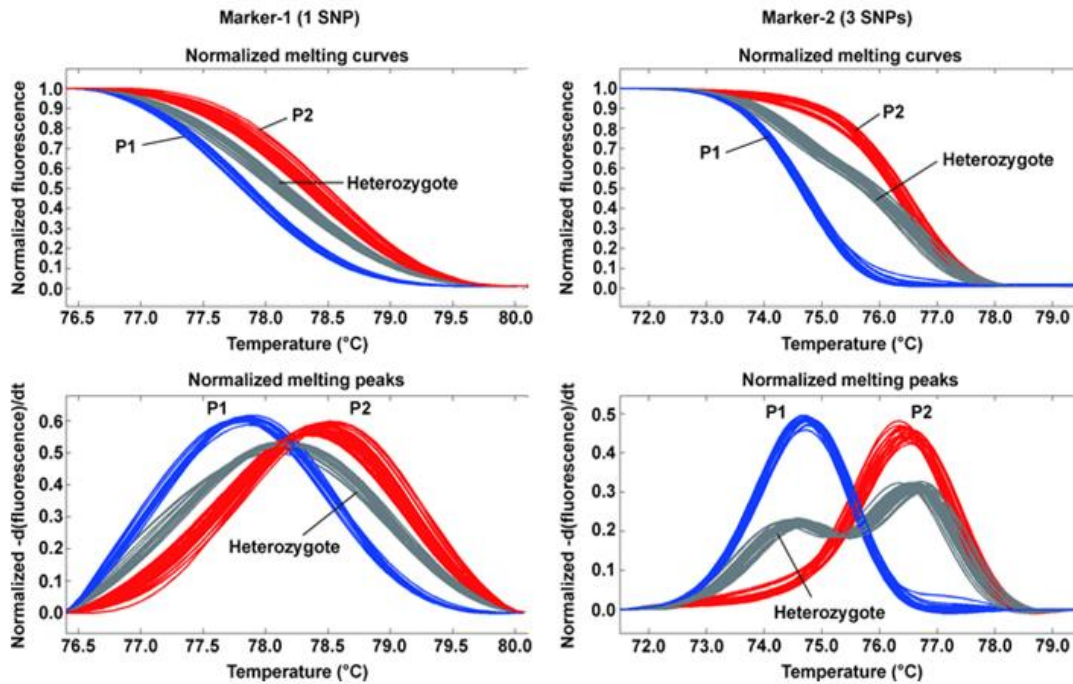 Marker-1 (1 SNP)
Normalized melting curves
Normalized fluorescence
1.0
0.9
0.8
0.7
0.6
0.5
0.4
0.3
0.2
0.1
0.0
P2
P1
Heterozygote
76.5 77.0 77.5 78.0 78.5 79.0 79.5 80.0
Temperature (°C)
Marker-2 (3 SNPs)
Normalized melting curves
Normalized fluorescence
1.0
0.9
0.8
0.7
0.6
0.5
0.4
0.3
0.2
0.1
0.0
P2
P1
Heterozygote
72.0 73.0 74.0 75.0 76.0 77.0 78.0 79.0
Temperature (°C)
Normalized melting peaks
Normalized -d(fluorescence)/dt
0.6
0.5
0.4
0.3
0.2
0.1
0.0
P1
P2
Heterozygote
76.5 77.0 77.5 78.0 78.5 79.0 79.5 80.0
Temperature (°C)
Normalized melting peaks
Normalized -d(fluorescence)/dt
0.5
0.4
0.3
0.2
0.1
0.0
P1
P2
Heterozygote
72.0 73.0 74.0 75.0 76.0 77.0 78.0 79.0
Temperature (°C)